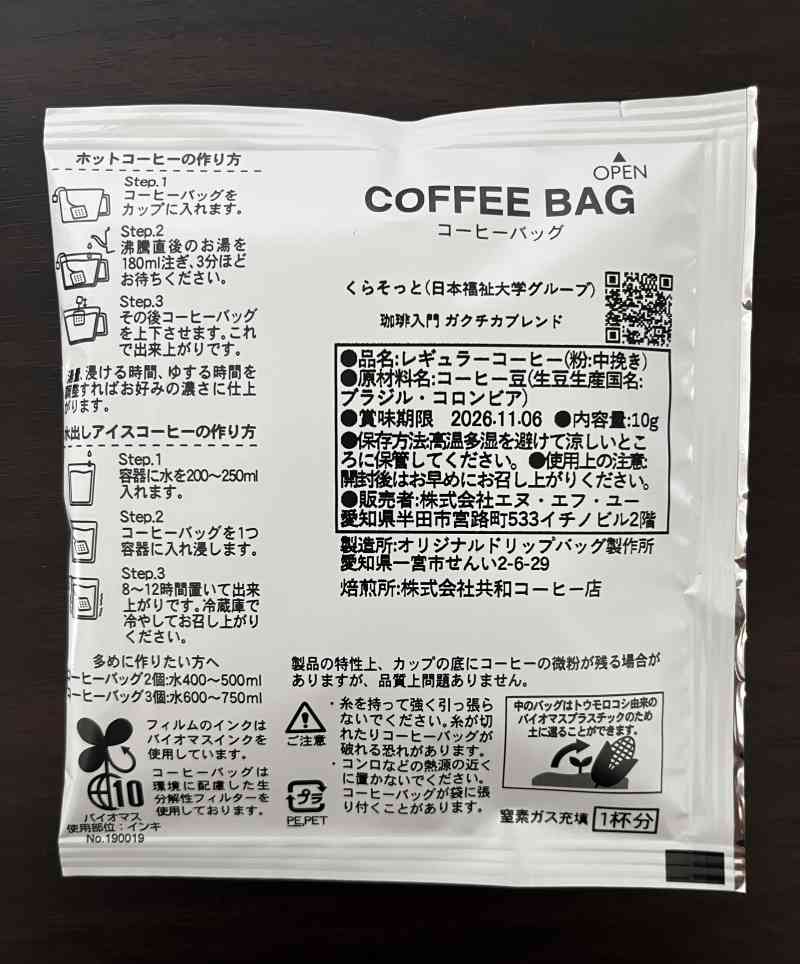 ホットコーヒーの作り方
Step.1
コーヒーバッグを
カップに入れます。
Step.2
沸騰直後のお湯を
180ml注ぎ、3分ほど
お待ちください。
Step.3
その後コーヒーバッグ
を上下させます。これ
で出来上がりです。
湯量、浸ける時間、ゆする時間を
調整すればお好みの濃さに仕上
がります。
水出しアイスコーヒーの作り方
Step.1
容器に水を200〜250ml
入れます。
Step.2
コーヒーバッグを1つ
容器に入れ浸します。
Step.3
8〜12時間置いて出来
上がりです。冷蔵庫で
冷やしてお召し上がり
ください。
多めに作りたい方へ
コーヒーバッグ2個:水400〜500ml
コーヒーバッグ3個:水600〜750ml
フィルムのインクは
バイオマスインクを
使用しています。
コーヒーバッグは
環境に配慮した生
分解性フィルターを
使用しております。
10
バイオマス
使用部位:インキ
No.190019
▲
OPEN
COFFEE BAG
コーヒーバッグ
くらそっと(日本福祉大学グループ)
珈琲入門 ガクチカブレンド
●品名:レギュラーコーヒー(粉:中挽き)
●原材料名:コーヒー豆(生豆生産国名:
ブラジル・コロンビア)
●賞味期限 2026.11.06 ●内容量:10g
●保存方法:高温多湿を避けて涼しいとこ
ろに保管してください。●使用上の注意:
開封後はお早めにお召し上がりください。
●販売者:株式会社エヌ・エフ・ユー
愛知県半田市宮路町533イチノビル2階
製造所:オリジナルドリップバッグ製作所
愛知県一宮市せんい2-6-29
焙煎所:株式会社共和コーヒー店
製品の特性上、カップの底にコーヒーの微粉が残る場合が
ありますが、品質上問題ありません。
ご注意
・糸を持って強く引っ張ら
ないでください。糸が切
れたりコーヒーバッグが
破れる恐れがあります。
・コンロなどの熱源の近く
に置かないでください。
コーヒーバッグが袋に張
り付くことがあります。
プラ
PE,PET
中のバッグはトウモロコシ由来の
バイオマスプラスチックのため
土に還ることができます。
窒素ガス充填 1杯分